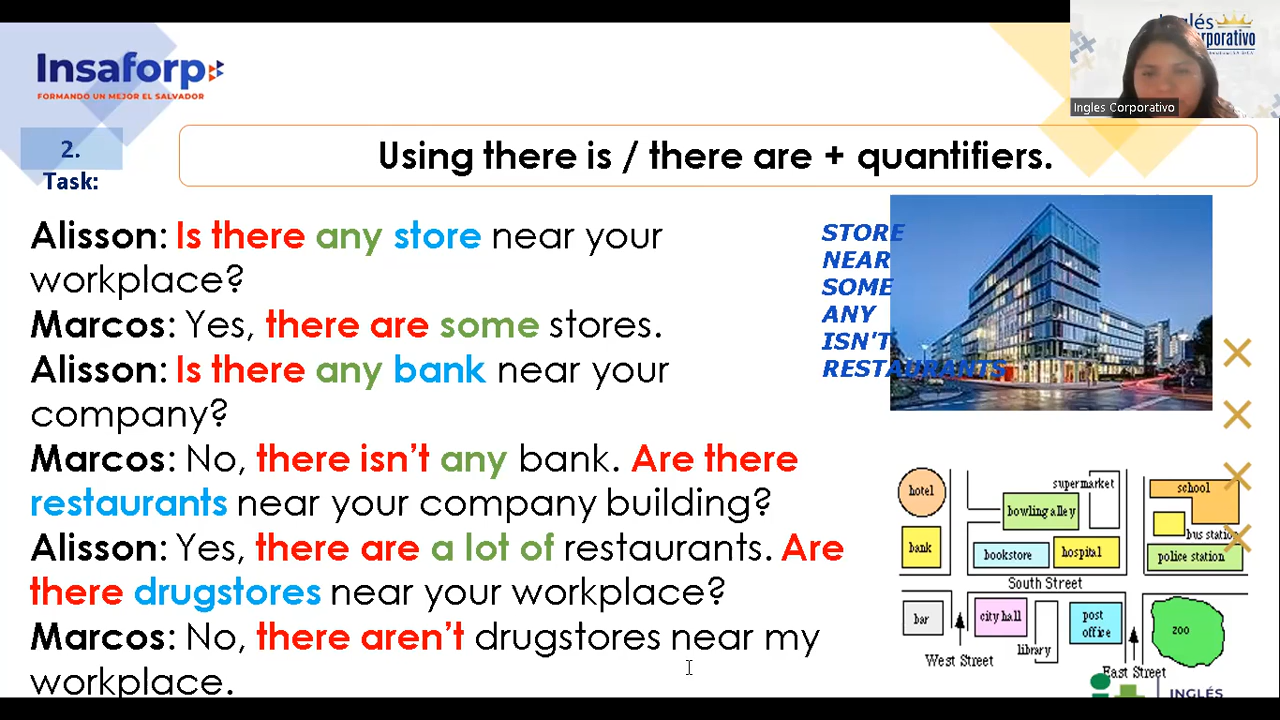 Insaforp
FORMANDO UN MEJOR EL SALVADOR
Inglés
Corporativo
Ingles Corporativo
2.
Task:
Using there is / there are + quantifiers.
Alisson: Is there any store near your
workplace?
Marcos: Yes, there are some stores.
Alisson: Is there any bank near your
company?
Marcos: No, there isn't any bank. Are there
restaurants near your company building?
Alisson: Yes, there are a lot of restaurants. Are
there drugstores near your workplace?
Marcos: No, there aren't drugstores near my
workplace.
STORE
NEAR
SOME
ANY
ISN'T
RESTAURANTS
hotel
supermarket
school
bowling alley
bus station
bank
bookstore
hospital
police station
South Street
bar
city hall
post
office
zoo
library
West Street
East Street
INGLÉS